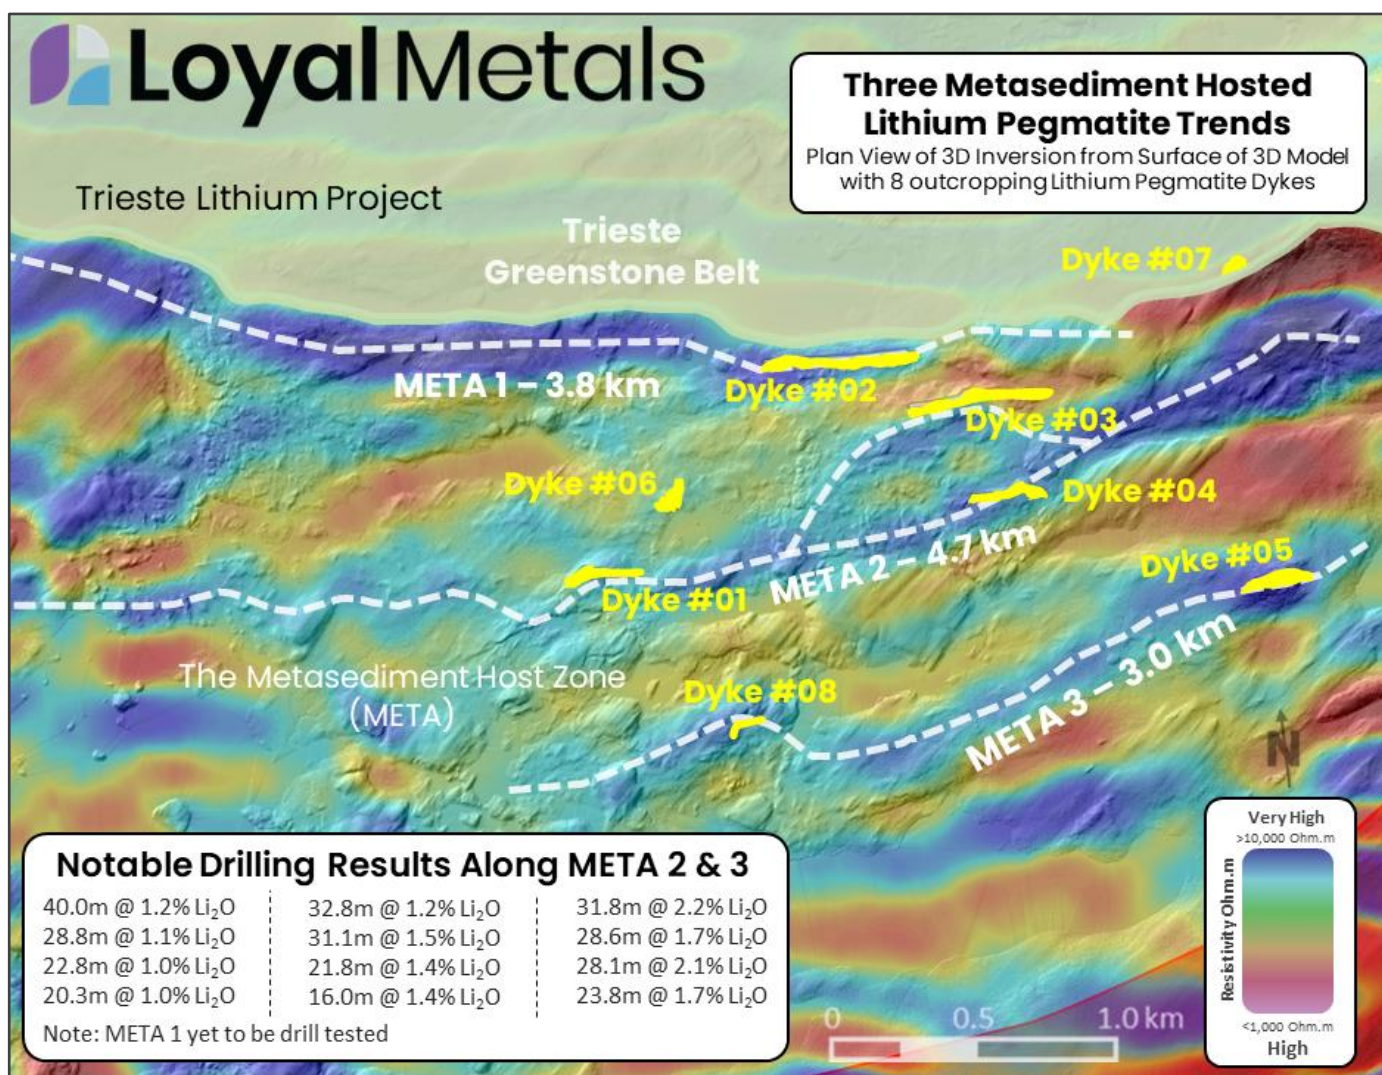 Loyal Metals
Three Metasediment Hosted
Lithium Pegmatite Trends
Plan View of 3D Inversion from Surface of 3D Model
with 8 outcropping Lithium Pegmatite Dykes
Trieste Lithium Project
Trieste
Greenstone Belt
Dyke #07
META 1 – 3.8 km
Dyke #02
Dyke #03
Dyke #06
Dyke #04
META 2 – 4.7 km
Dyke #05
Dyke #01
The Metasediment Host Zone
(META)
Dyke #08
META 3 – 3.0 km
N
Notable Drilling Results Along META 2 & 3
40.0m @ 1.2% Li₂O
28.8m @ 1.1% Li₂O
22.8m @ 1.0% Li₂O
20.3m @ 1.0% Li₂O
32.8m @ 1.2% Li₂O
31.1m @ 1.5% Li₂O
21.8m @ 1.4% Li₂O
16.0m @ 1.4% Li₂O
31.8m @ 2.2% Li₂O
28.6m @ 1.7% Li₂O
28.1m @ 2.1% Li₂O
23.8m @ 1.7% Li₂O
Note: META 1 yet to be drill tested
0 0.5 1.0 km
Very High
>10,000 Ohm.m
Resistivity Ohm.m
<1,000 Ohm.m
High